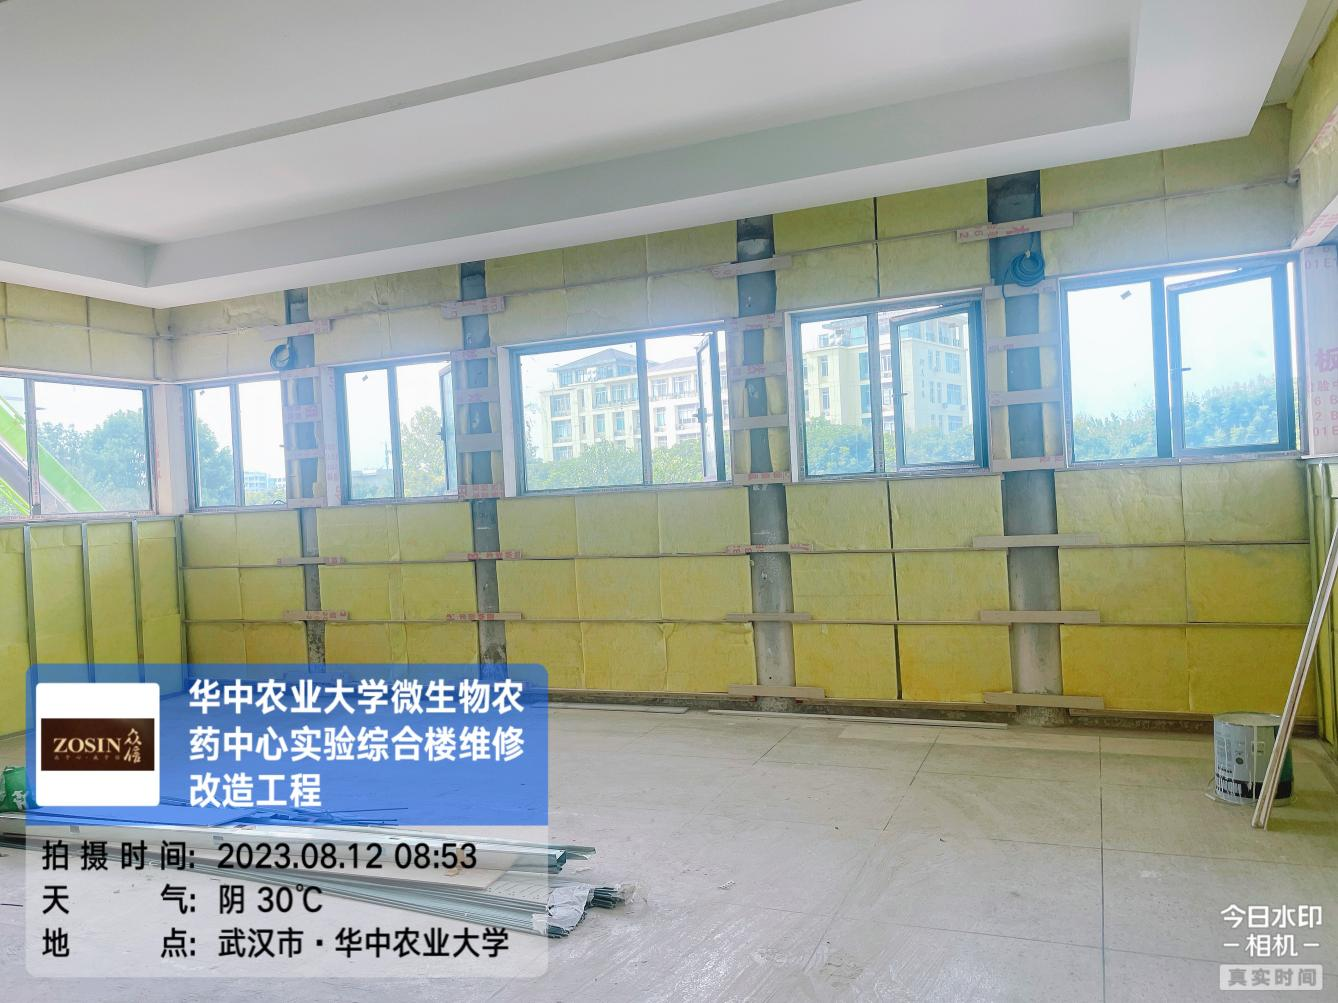 ZOSIN 众信
华中农业大学微生物农
药中心实验综合楼维修
改造工程
拍摄时间: 2023.08.12 08:53
天气: 阴 30℃
地点: 武汉市·华中农业大学
今日水印
-相机-
真实时间
板